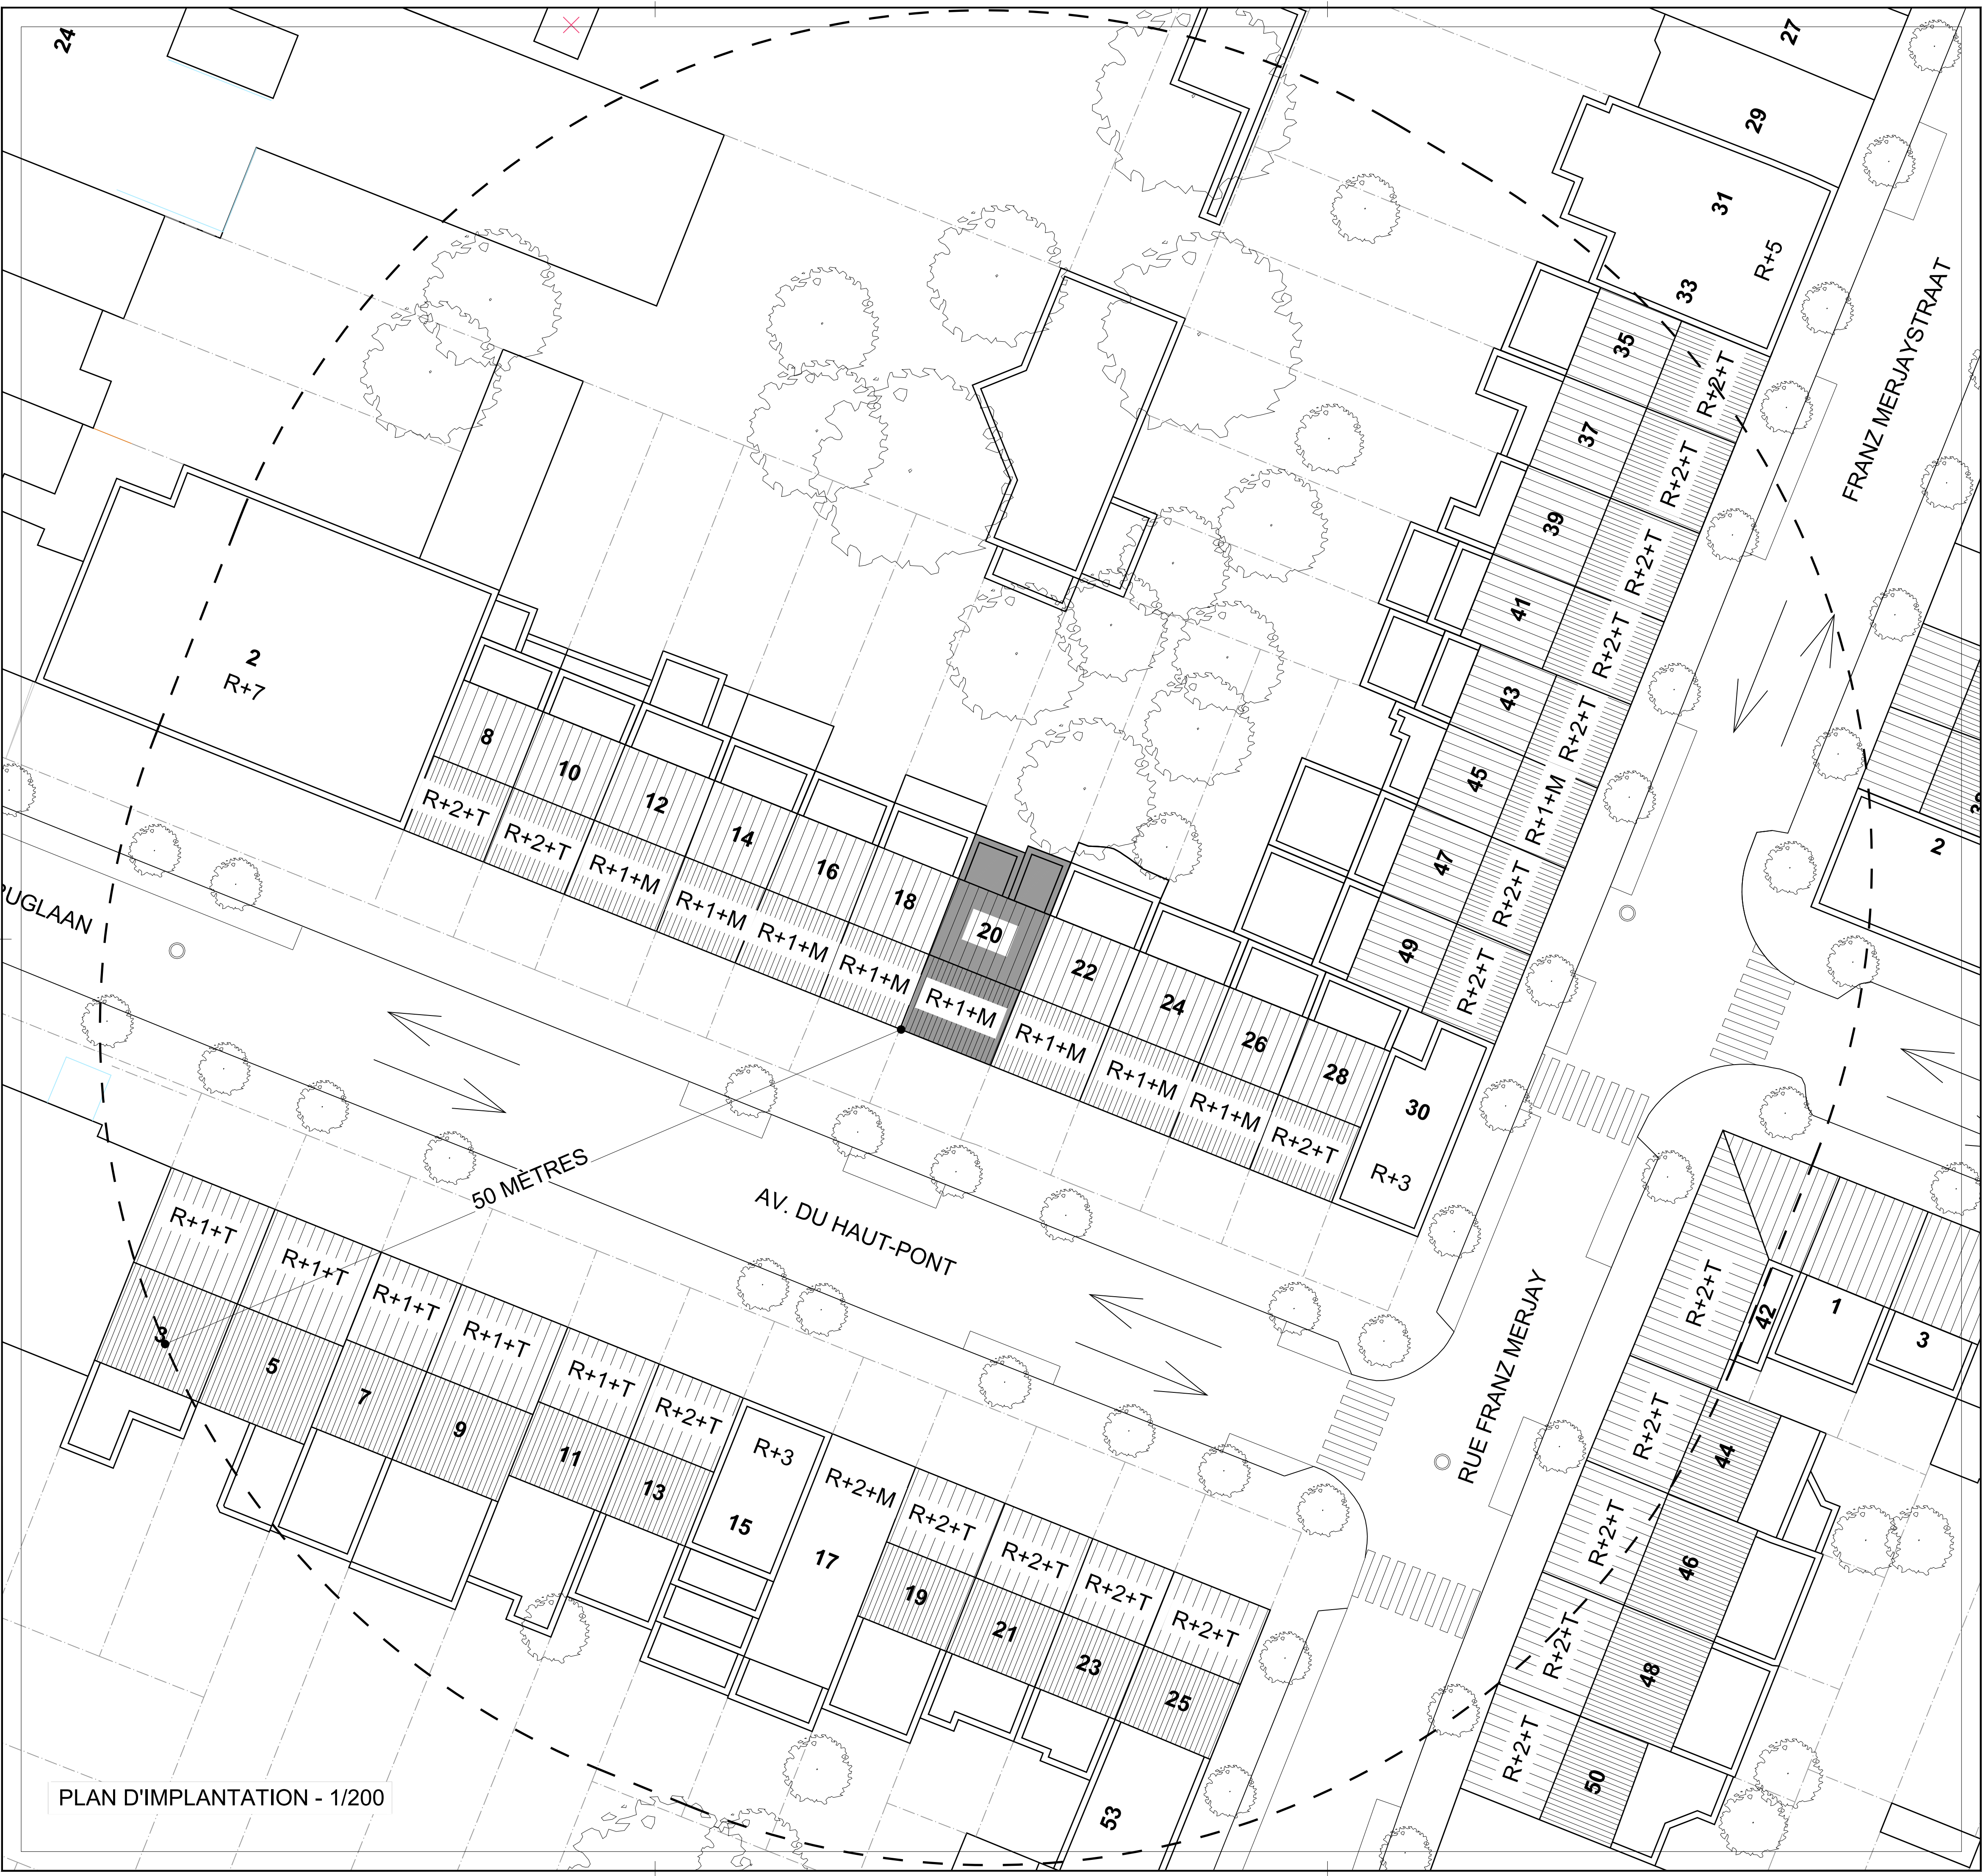 24
27
29
31
R+5
33
FRANZ MERJAYSTRAAT
35
R+2+T
37
R+2+T
39
R+2+T
41
R+2+T
43
R+2+T
45
R+1+M
47
R+2+T
49
R+2+T
2
R+7
8
R+2+T
10
R+2+T
12
R+1+M
14
R+1+M
16
R+1+M
18
R+1+M
20
R+1+M
22
R+1+M
24
R+1+M
26
R+1+M
28
R+2+T
30
R+3
2
50 MÈTRES
AV. DU HAUT-PONT
RUE FRANZ MERJAY
R+1+T
3
R+1+T
5
R+1+T
7
R+1+T
9
R+1+T
11
R+2+T
13
R+3
15
R+2+M
17
R+2+T
19
R+2+T
21
R+2+T
23
R+2+T
25
53
R+2+T
42
1
3
R+2+T
44
R+2+T
46
R+2+T
48
R+2+T
50
PLAN D'IMPLANTATION - 1/200